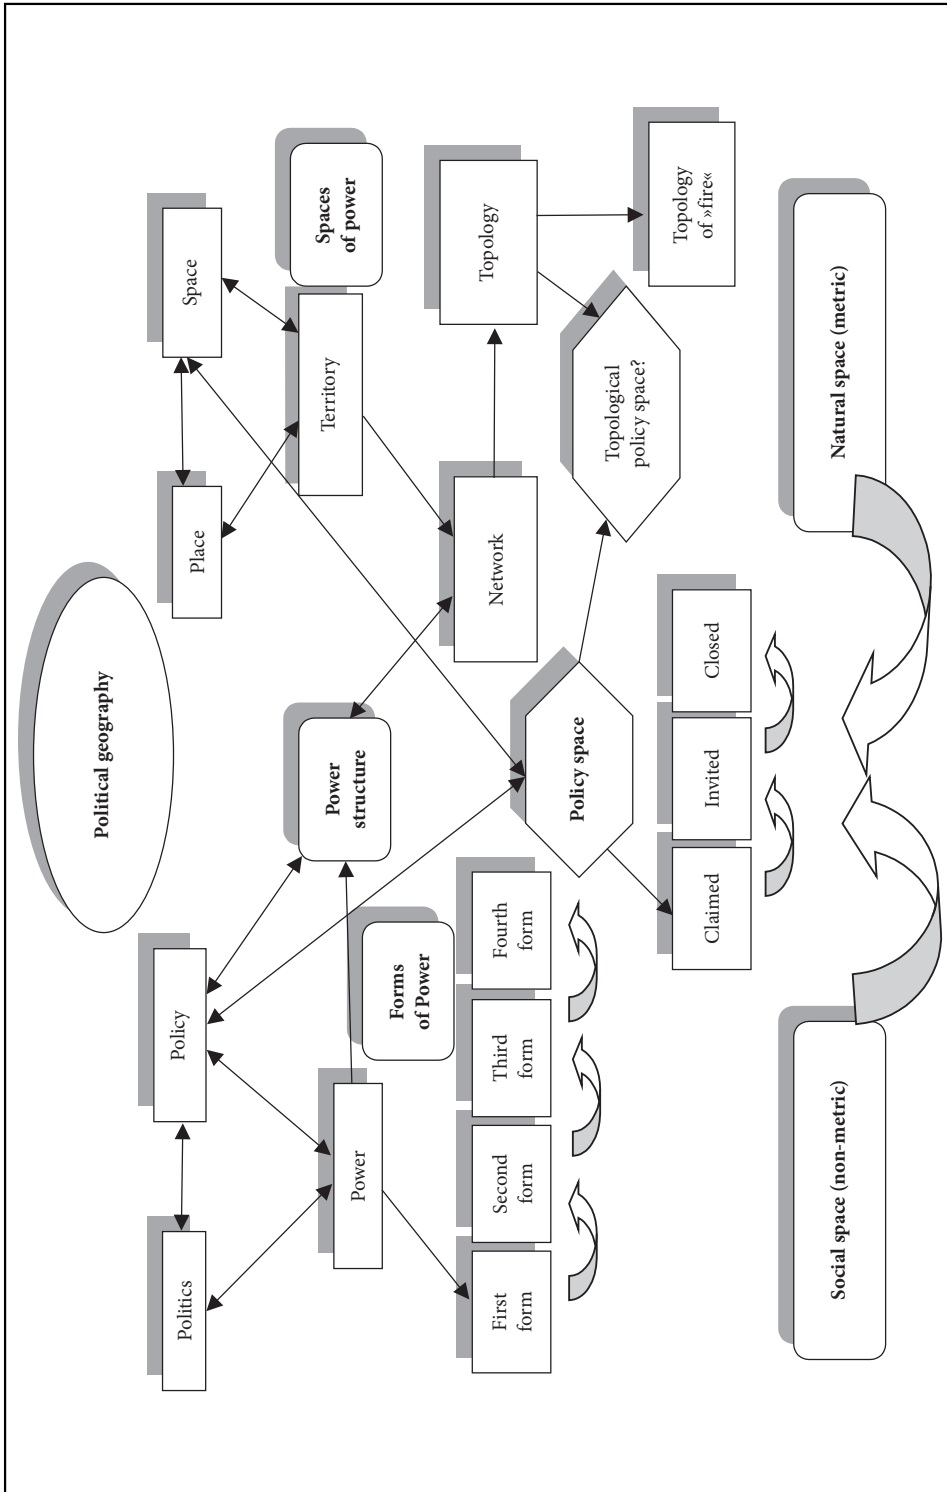 Political geography
Politics
Policy
Place
Space
Power
Power
structure
Territory
Spaces
of power
Forms
of Power
First
form
Second
form
Third
form
Fourth
form
Network
Topology
Policy space
Topological
policy space?
Topology
of »fire«
Claimed
Invited
Closed
Social space (non-metric)
Natural space (metric)